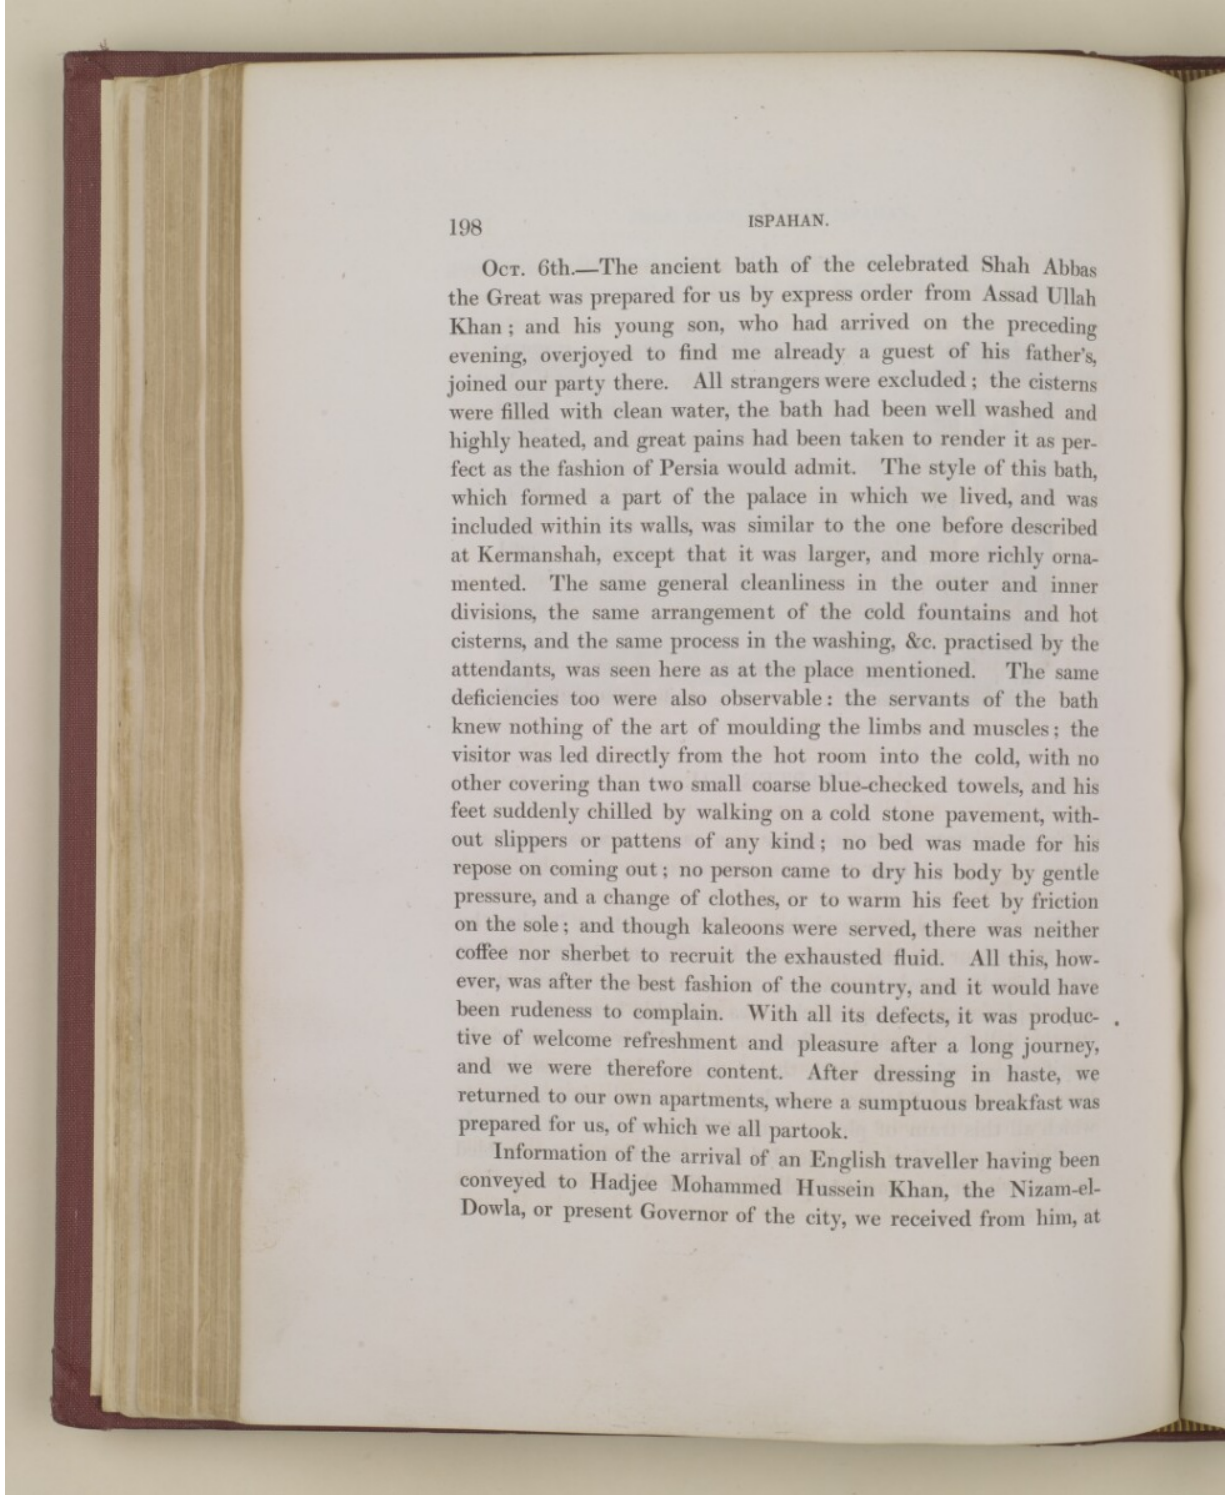 198
ISPAHAN.
OCT. 6th.—The ancient bath of the celebrated Shah Abbas
the Great was prepared for us by express order from Assad Ullah
Khan ; and his young son, who had arrived on the preceding
evening, overjoyed to find me already a guest of his father's,
joined our party there. All strangers were excluded ; the cisterns
were filled with clean water, the bath had been well washed and
highly heated, and great pains had been taken to render it as per-
fect as the fashion of Persia would admit. The style of this bath,
which formed a part of the palace in which we lived, and was
included within its walls, was similar to the one before described
at Kermanshah, except that it was larger, and more richly orna-
mented. The same general cleanliness in the outer and inner
divisions, the same arrangement of the cold fountains and hot
cisterns, and the same process in the washing, &c. practised by the
attendants, was seen here as at the place mentioned. The same
deficiencies too were also observable : the servants of the bath
knew nothing of the art of moulding the limbs and muscles ; the
visitor was led directly from the hot room into the cold, with no
other covering than two small coarse blue-checked towels, and his
feet suddenly chilled by walking on a cold stone pavement, with-
out slippers or pattens of any kind ; no bed was made for his
repose on coming out ; no person came to dry his body by gentle
pressure, and a change of clothes, or to warm his feet by friction
on the sole ; and though kaleoons were served, there was neither
coffee nor sherbet to recruit the exhausted fluid. All this, how-
ever, was after the best fashion of the country, and it would have
been rudeness to complain. With all its defects, it was produc-
tive of welcome refreshment and pleasure after a long journey,
and we were therefore content. After dressing in haste, we
returned to our own apartments, where a sumptuous breakfast was
prepared for us, of which we all partook.
Information of the arrival of an English traveller having been
conveyed to Hadjee Mohammed Hussein Khan, the Nizam-el-
Dowla, or present Governor of the city, we received from him, at